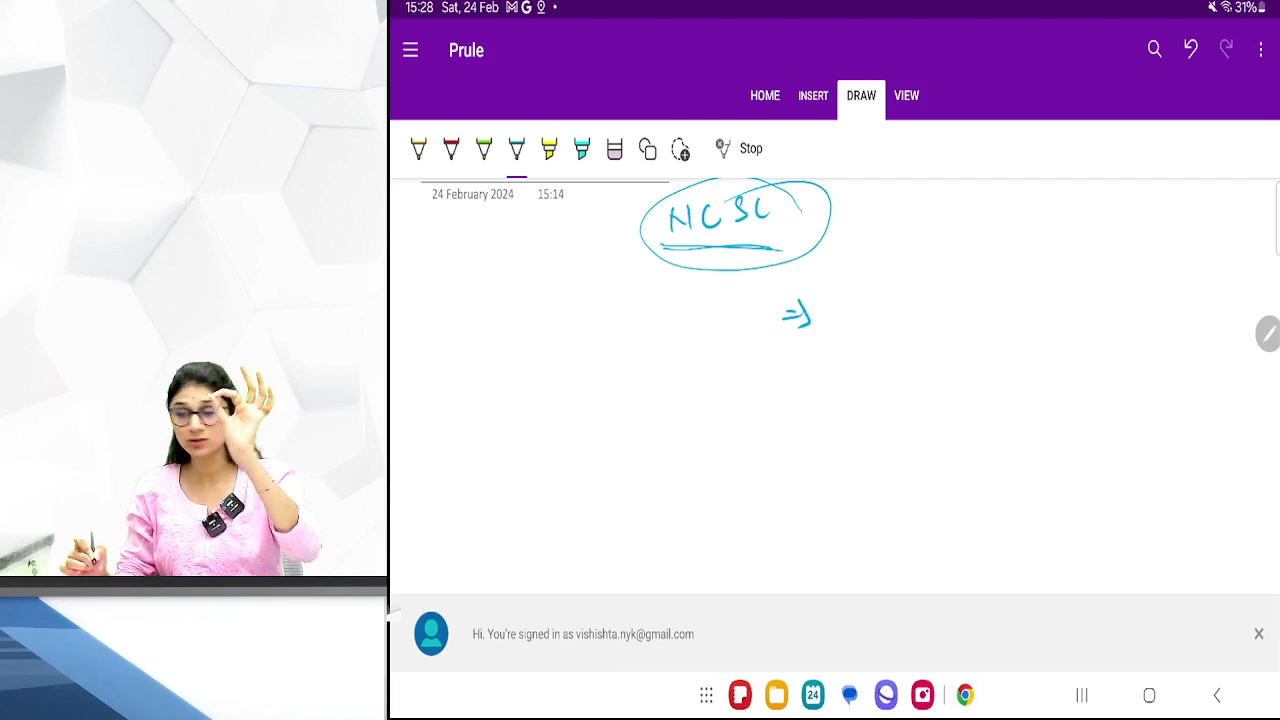 15:28 Sat, 24 Feb
31%
Prule
HOME INSERT DRAW VIEW
Stop
24 February 2024 15:14
NCSC
⇒
Hi. You're signed in as vishishta.nyk@gmail.com
24